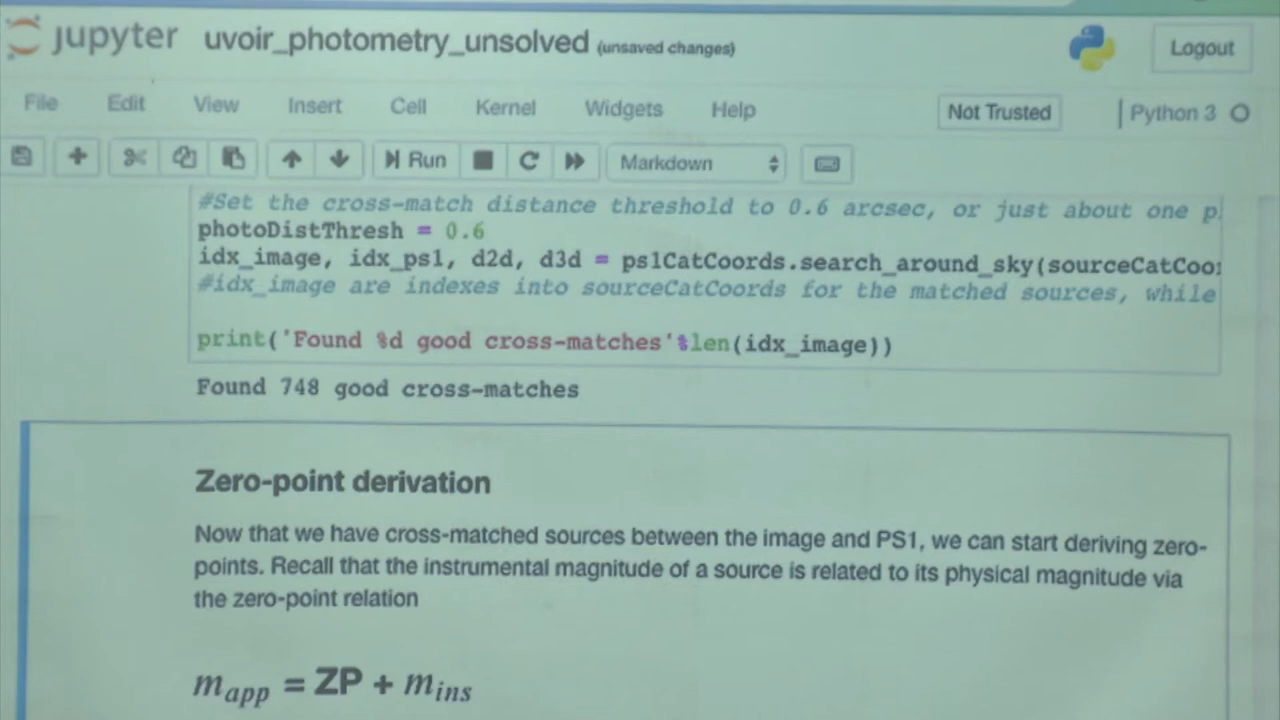 jupyter uvoir_photometry_unsolved (unsaved changes) Logout
File Edit View Insert Cell Kernel Widgets Help Not Trusted Python 3
Run Markdown
#Set the cross-match distance threshold to 0.6 arcsec, or just about one
photoDistThresh = 0.6
idx_image, idx_ps1, d2d, d3d = ps1CatCoords.search_around_sky(sourceCatCoo
#idx_image are indexes into sourceCatCoords for the matched sources, while
print('Found %d good cross-matches'%len(idx_image))
Found 748 good cross-matches
Zero-point derivation
Now that we have cross-matched sources between the image and PS1, we can start deriving zero-
points. Recall that the instrumental magnitude of a source is related to its physical magnitude via
the zero-point relation
m_app = ZP + m_ins